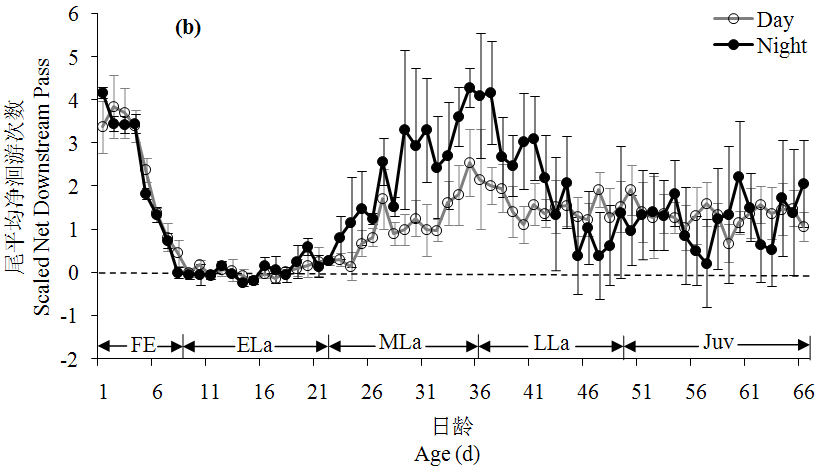 (b)
Day
Night
尾平均净洄游次数
Scaled Net Downstream Pass
6
5
4
3
2
1
0
-1
-2
FE ELa MLa LLa Juv
1 6 11 16 21 26 31 36 41 46 51 56 61 66
日龄
Age (d)